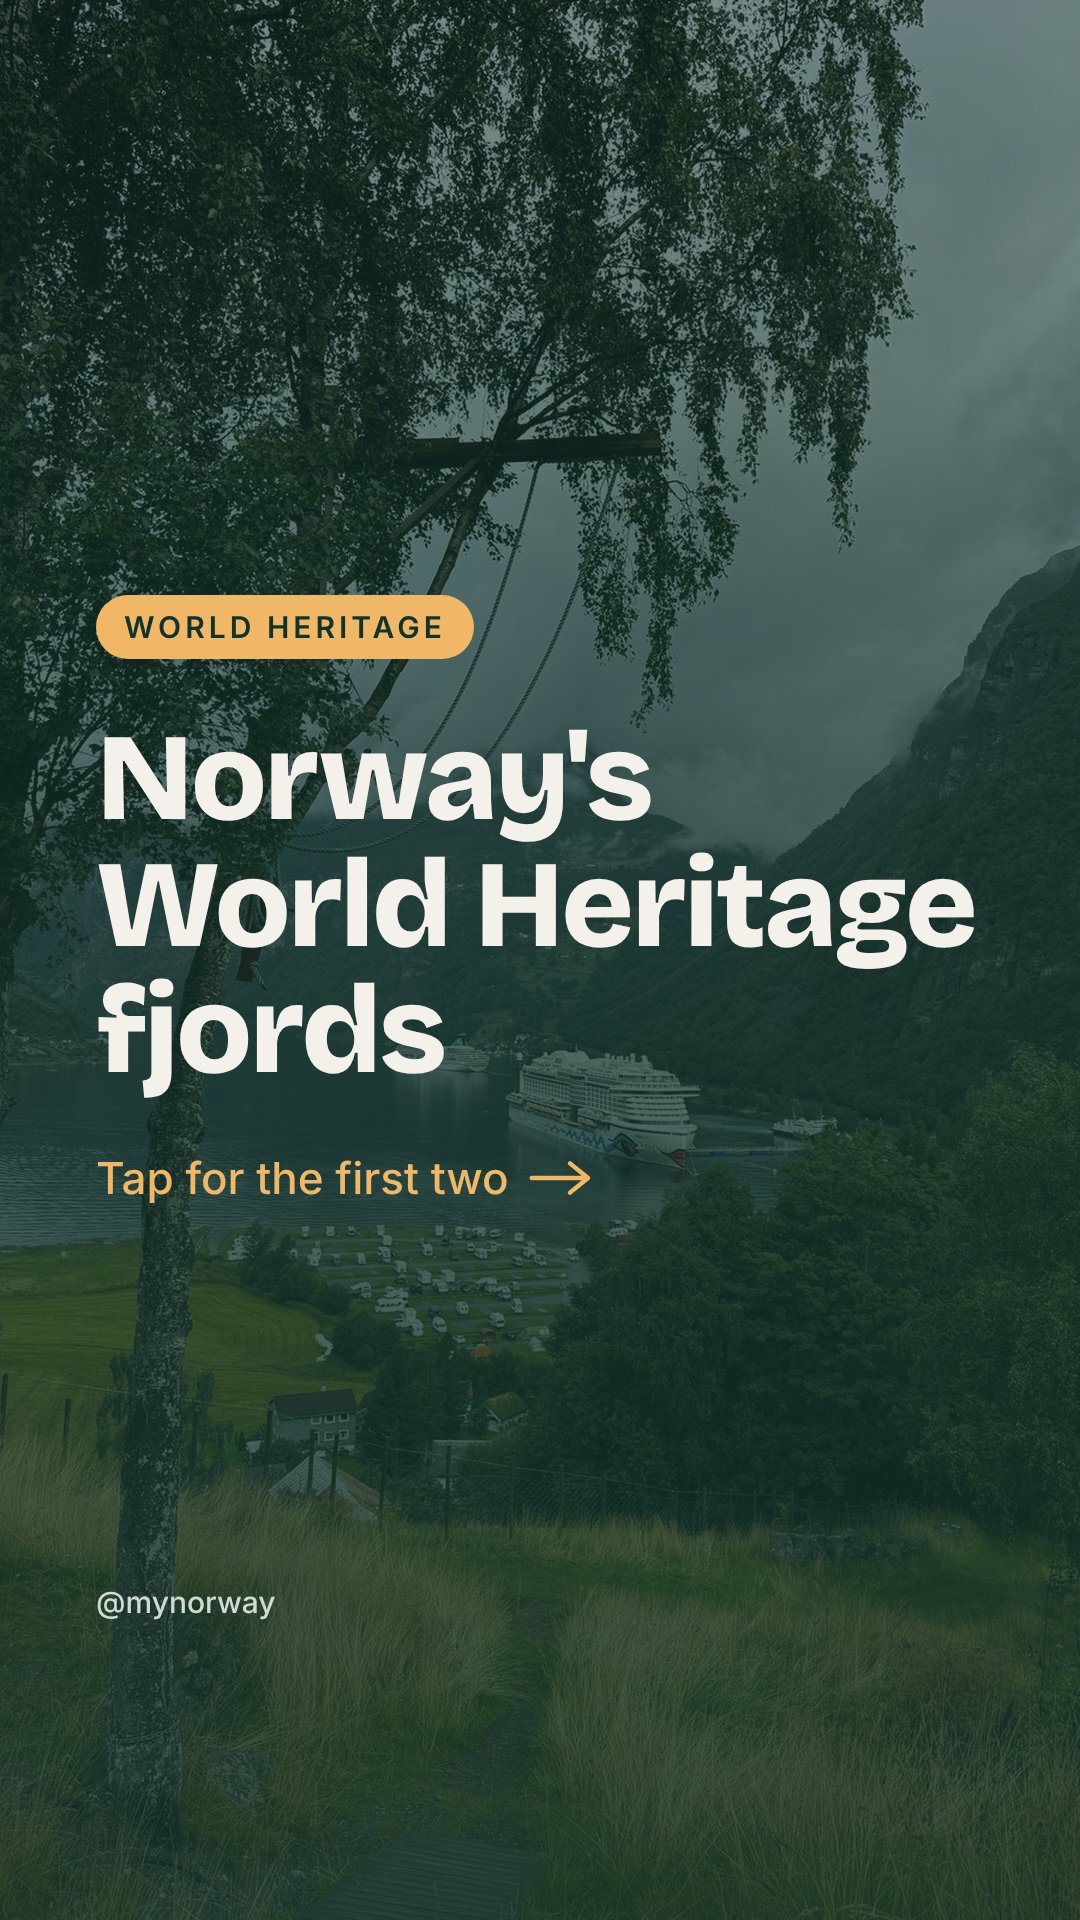 WORLD HERITAGE
Norway's
World Heritage
fjords
Tap for the first two →
@mynorway